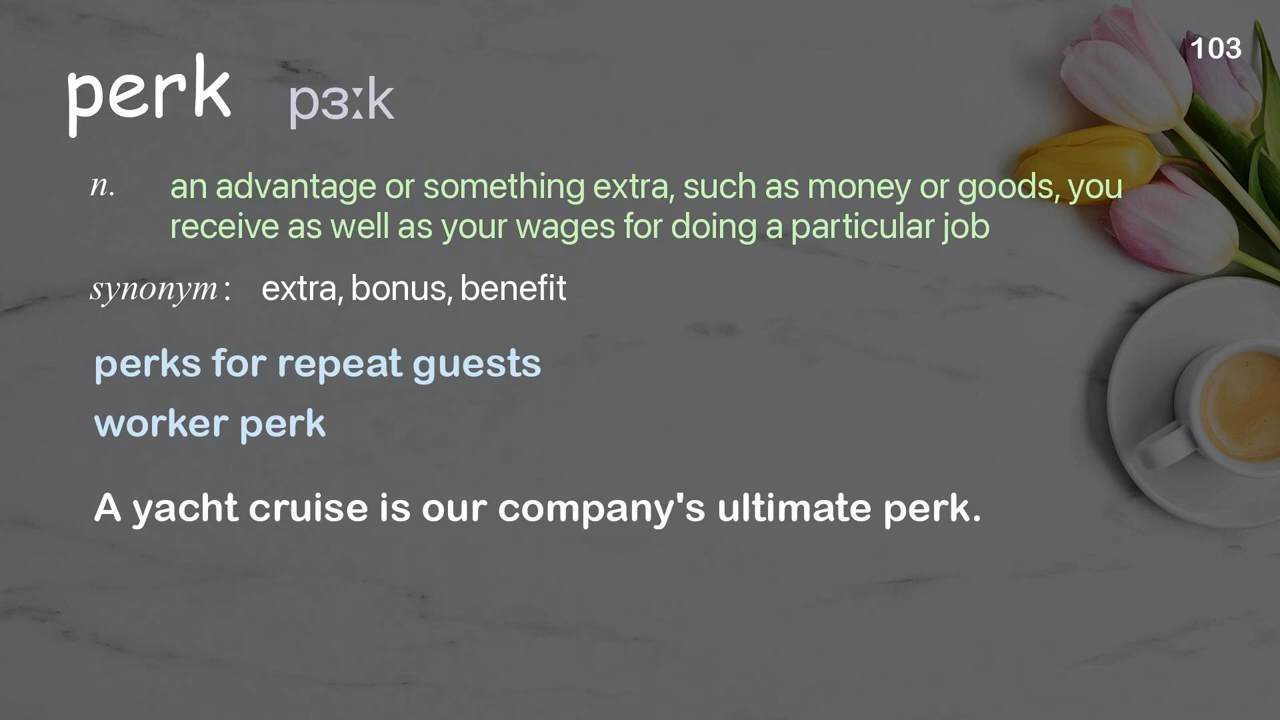 103
perk pɜːk
n. an advantage or something extra, such as money or goods, you
receive as well as your wages for doing a particular job
synonym: extra, bonus, benefit
perks for repeat guests
worker perk
A yacht cruise is our company's ultimate perk.